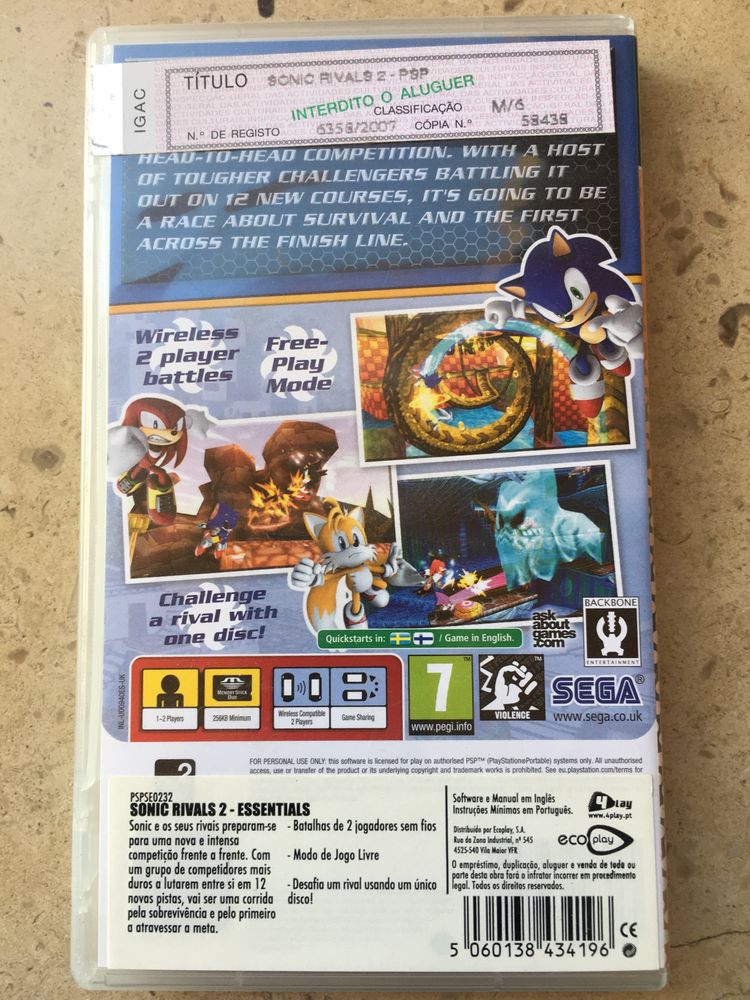 IGAC
TÍTULO SONIC RIVALS 2 - PSP
INTERDITO O ALUGUER
CLASSIFICAÇÃO M/6
N.º DE REGISTO 6358/2007 CÓPIA N.º 59439
HEAD-TO-HEAD COMPETITION. WITH A HOST
OF TOUGHER CHALLENGERS BATTLING IT
OUT ON 12 NEW COURSES, IT'S GOING TO BE
A RACE ABOUT SURVIVAL AND THE FIRST
ACROSS THE FINISH LINE.
Wireless
2 player
battles
Free-
Play
Mode
Challenge
a rival with
one disc!
Quickstarts in: / Game in English.
ask
about
games
.com
BACKBONE
ENTERTAINMENT
INL-U0094DES-UK
1-2 Players
MEMORY STICK
DUO
256KB Minimum
Wireless Compatible
2 Players
Game Sharing
7
www.pegi.info
VIOLENCE
SEGA
www.sega.co.uk
2
FOR PERSONAL USE ONLY: this software is licensed for play on authorised PSP™ (PlayStation®Portable) systems only. All unauthorised
access, use or transfer of the product or its underlying copyright and trademark works is prohibited. See eu.playstation.com/terms for
PSPSE0232
SONIC RIVALS 2 - ESSENTIALS
Sonic e os seus rivais preparam-se
para uma nova e intensa
competição frente a frente. Com
um grupo de competidores mais
duros a lutarem entre si em 12
novas pistas, vai ser uma corrida
pela sobrevivência e pelo primeiro
a atravessar a meta.
- Batalhas de 2 jogadores sem fios
- Modo de Jogo Livre
- Desafia um rival usando um único
disco!
Software e Manual em Inglês
Instruções Mínimas em Português.
4Play
www.4play.pt
Distribuido por Ecoplay, S.A.
Rua da Zona Industrial, nº 545
4525-540 Vila Maior VFR
eco play
O empréstimo, duplicação, aluguer e venda de toda ou
parte desta obra fará o infrator incorrer em procedimento
legal. Todos os direitos reservados.
5 060138 434196
CE